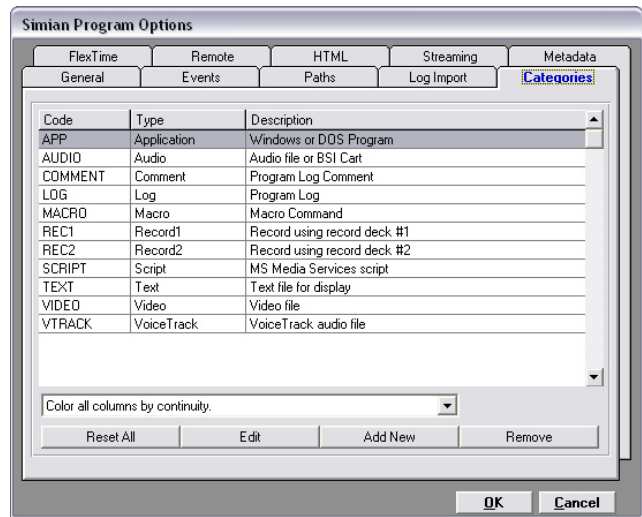 Simian Program Options
FlexTime Remote HTML Streaming Metadata
General Events Paths Log Import Categories
Code Type Description
APP Application Windows or DOS Program
AUDIO Audio Audio file or BSI Cart
COMMENT Comment Program Log Comment
LOG Log Program Log
MACRO Macro Macro Command
REC1 Record1 Record using record deck #1
REC2 Record2 Record using record deck #2
SCRIPT Script MS Media Services script
TEXT Text Text file for display
VIDEO Video Video file
VTRACK VoiceTrack VoiceTrack audio file
Color all columns by continuity.
Reset All Edit Add New Remove
OK Cancel